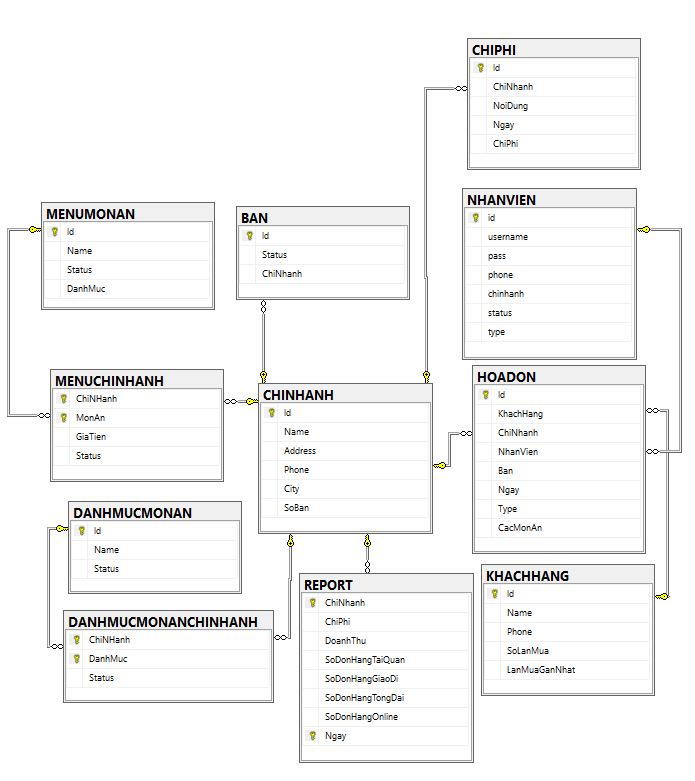 CHIPHI
Id
ChiNhanh
NoiDung
Ngay
ChiPhi
NHANVIEN
id
username
pass
phone
chinhanh
status
type
MENUMONAN
Id
Name
Status
DanhMuc
BAN
Id
Status
ChiNhanh
MENUCHINHANH
ChiNHanh
MonAn
GiaTien
Status
CHINHANH
Id
Name
Address
Phone
City
SoBan
HOADON
Id
KhachHang
ChiNhanh
NhanVien
Ban
Ngay
Type
CacMonAn
DANHMUCMONAN
Id
Name
Status
DANHMUCMONANCHINHANH
ChiNHanh
DanhMuc
Status
REPORT
ChiNhanh
ChiPhi
DoanhThu
SoDonHangTaiQuan
SoDonHangGiaoDi
SoDonHangTongDai
SoDonHangOnline
Ngay
KHACHHANG
Id
Name
Phone
SoLanMua
LanMuaGanNhat